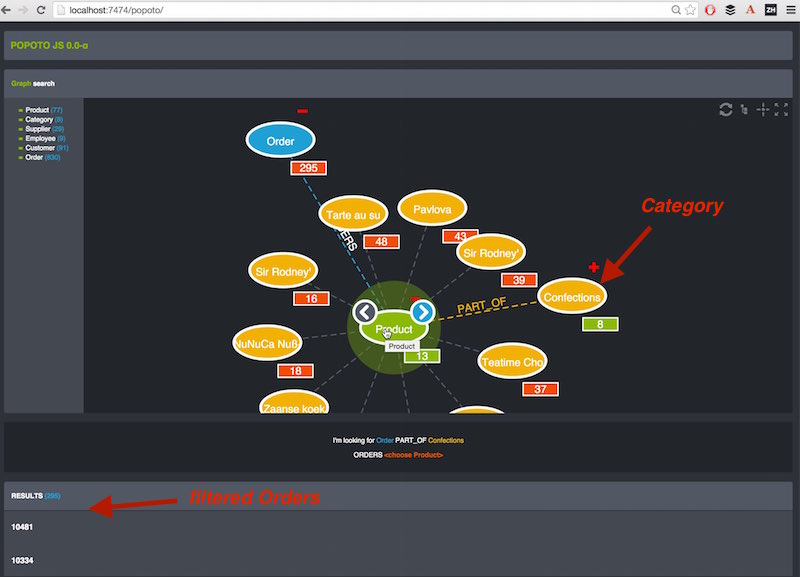 localhost:7474/popoto/
A
ZH
POPOTO JS 0.0-α
Graph search
Product (77)
Category (8)
Supplier (29)
Employee (9)
Customer (91)
Order (830)
Order
295
Tarte au su
48
Pavlova
43
Sir Rodney'
39
Category
Sir Rodney'
16
PART_OF
Confections
8
Product
Product
13
NuNuCa Nuß
18
Teatime Cho
37
Zaanse koek
I'm looking for Order PART_OF Confections
ORDERS <choose Product>
RESULTS (295)
filtered Orders
10481
10334